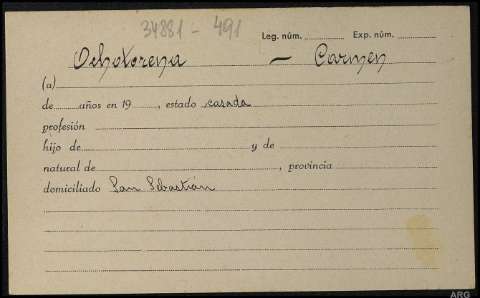 34881 - 491
Leg. núm. Exp. núm.
Ochotorena — Carmen
(a)
de años en 19 , estado casada
profesión
hijo de y de
natural de , provincia
domiciliado San Sebastián
ARG